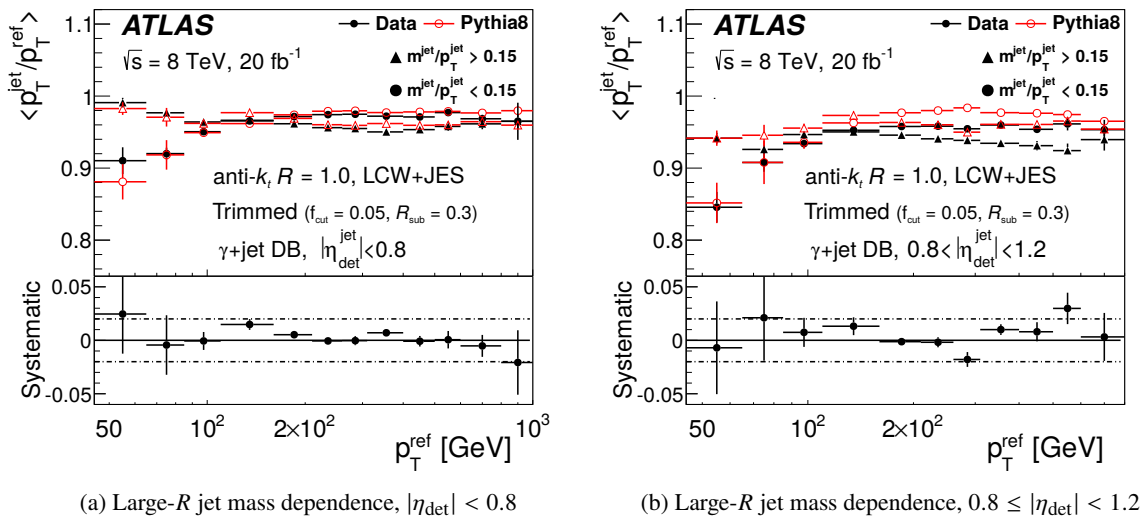 ATLAS
● Data ○ Pythia8
√s = 8 TeV, 20 fb⁻¹
▲ m^jet/p_T^jet > 0.15
● m^jet/p_T^jet < 0.15
<p_T^jet/p_T^ref>
1.1
1
0.9
0.8
anti-k_t R = 1.0, LCW+JES
Trimmed (f_cut = 0.05, R_sub = 0.3)
γ+jet DB, |η_det^jet|<0.8
Systematic
0.05
0
-0.05
50 10² 2×10² 10³
p_T^ref [GeV]
(a) Large-R jet mass dependence, |η_det| < 0.8
ATLAS
● Data ○ Pythia8
√s = 8 TeV, 20 fb⁻¹
▲ m^jet/p_T^jet > 0.15
● m^jet/p_T^jet < 0.15
<p_T^jet/p_T^ref>
1.1
1
0.9
0.8
anti-k_t R = 1.0, LCW+JES
Trimmed (f_cut = 0.05, R_sub = 0.3)
γ+jet DB, 0.8<|η_det^jet|<1.2
Systematic
0.05
0
-0.05
50 10² 2×10²
p_T^ref [GeV]
(b) Large-R jet mass dependence, 0.8 ≤ |η_det| < 1.2